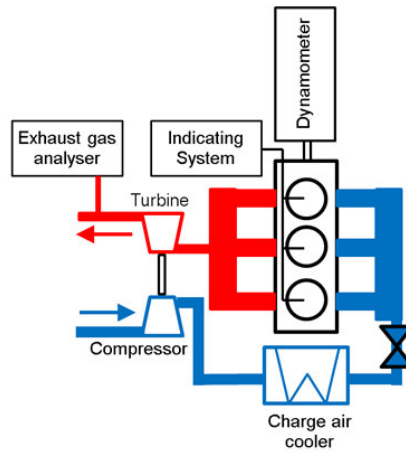 Dynamometer
Exhaust gas
analyser
Indicating
System
Turbine
Compressor
Charge air
cooler